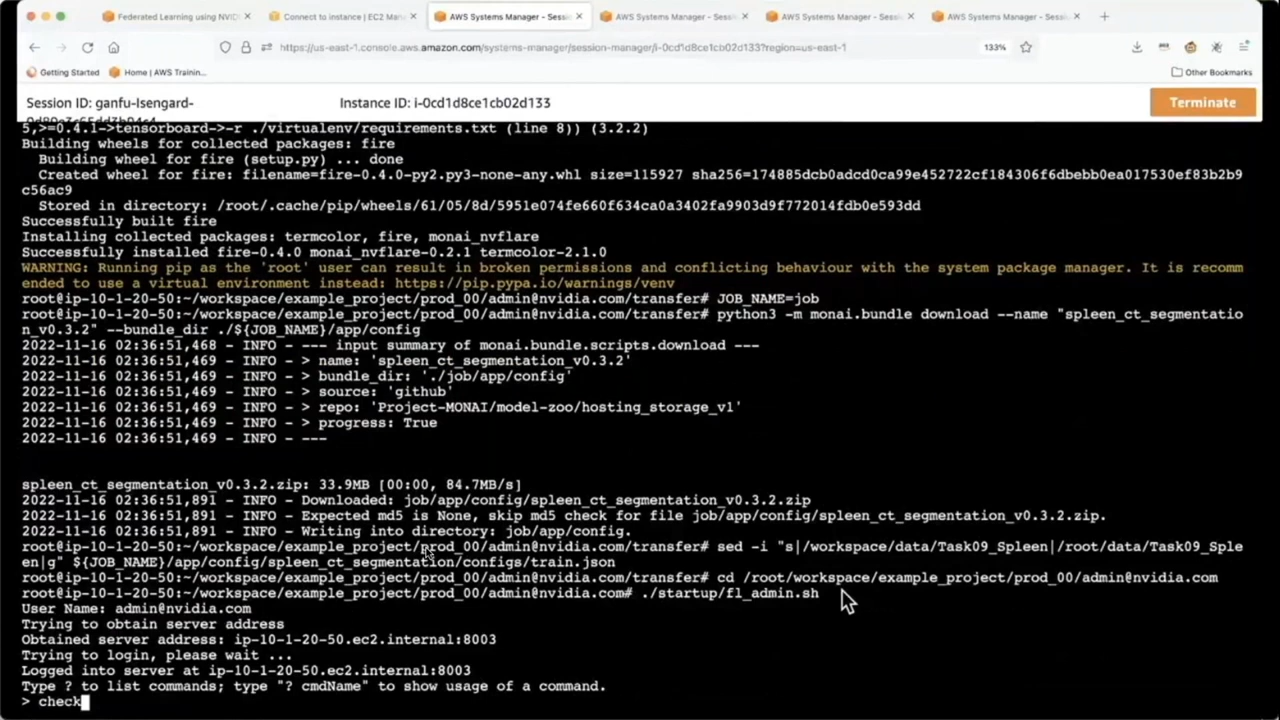 Federated Learning using NVIDI
Connect to instance | EC2 Man
AWS Systems Manager - Sessi
AWS Systems Manager - Sessi
AWS Systems Manager - Sessi
AWS Systems Manager - Sessi
https://us-east-1.console.aws.amazon.com/systems-manager/session-manager/i-0cd1d8ce1cb02d133?region=us-east-1
133%
Getting Started
Home | AWS Trainin...
Other Bookmarks
Session ID: ganfu-Isengard-
Instance ID: i-0cd1d8ce1cb02d133
Terminate
5,>=0.4.1->tensorboard->-r ./virtualenv/requirements.txt (line 8)) (3.2.2)
Building wheels for collected packages: fire
Building wheel for fire (setup.py) ... done
Created wheel for fire: filename=fire-0.4.0-py2.py3-none-any.whl size=115927 sha256=174885dcb0adcd0ca99e452722cf184306f6dbebb0ea017530ef83b2b9
c56ac9
Stored in directory: /root/.cache/pip/wheels/61/05/8d/5951e074fe660f634ca0a3402fa9903d9f772014fdb0e593dd
Successfully built fire
Installing collected packages: termcolor, fire, monai_nvflare
Successfully installed fire-0.4.0 monai_nvflare-0.2.1 termcolor-2.1.0
WARNING: Running pip as the 'root' user can result in broken permissions and conflicting behaviour with the system package manager. It is recomm
ended to use a virtual environment instead: https://pip.pypa.io/warnings/venv
root@ip-10-1-20-50:~/workspace/example_project/prod_00/admin@nvidia.com/transfer# JOB_NAME=job
root@ip-10-1-20-50:~/workspace/example_project/prod_00/admin@nvidia.com/transfer# python3 -m monai.bundle download --name "spleen_ct_segmentatio
n_v0.3.2" --bundle_dir ./${JOB_NAME}/app/config
2022-11-16 02:36:51,468 - INFO - --- input summary of monai.bundle.scripts.download ---
2022-11-16 02:36:51,469 - INFO - > name: 'spleen_ct_segmentation_v0.3.2'
2022-11-16 02:36:51,469 - INFO - > bundle_dir: './job/app/config'
2022-11-16 02:36:51,469 - INFO - > source: 'github'
2022-11-16 02:36:51,469 - INFO - > repo: 'Project-MONAI/model-zoo/hosting_storage_v1'
2022-11-16 02:36:51,469 - INFO - > progress: True
2022-11-16 02:36:51,469 - INFO - ---
spleen_ct_segmentation_v0.3.2.zip: 33.9MB [00:00, 84.7MB/s]
2022-11-16 02:36:51,891 - INFO - Downloaded: job/app/config/spleen_ct_segmentation_v0.3.2.zip
2022-11-16 02:36:51,891 - INFO - Expected md5 is None, skip md5 check for file job/app/config/spleen_ct_segmentation_v0.3.2.zip.
2022-11-16 02:36:51,891 - INFO - Writing into directory: job/app/config.
root@ip-10-1-20-50:~/workspace/example_project/prod_00/admin@nvidia.com/transfer# sed -i "s|/workspace/data/Task09_Spleen|/root/data/Task09_Sple
en|g" ${JOB_NAME}/app/config/spleen_ct_segmentation/configs/train.json
root@ip-10-1-20-50:~/workspace/example_project/prod_00/admin@nvidia.com/transfer# cd /root/workspace/example_project/prod_00/admin@nvidia.com
root@ip-10-1-20-50:~/workspace/example_project/prod_00/admin@nvidia.com# ./startup/fl_admin.sh
User Name: admin@nvidia.com
Trying to obtain server address
Obtained server address: ip-10-1-20-50.ec2.internal:8003
Trying to login, please wait ...
Logged into server at ip-10-1-20-50.ec2.internal:8003
Type ? to list commands; type "? cmdName" to show usage of a command.
> check